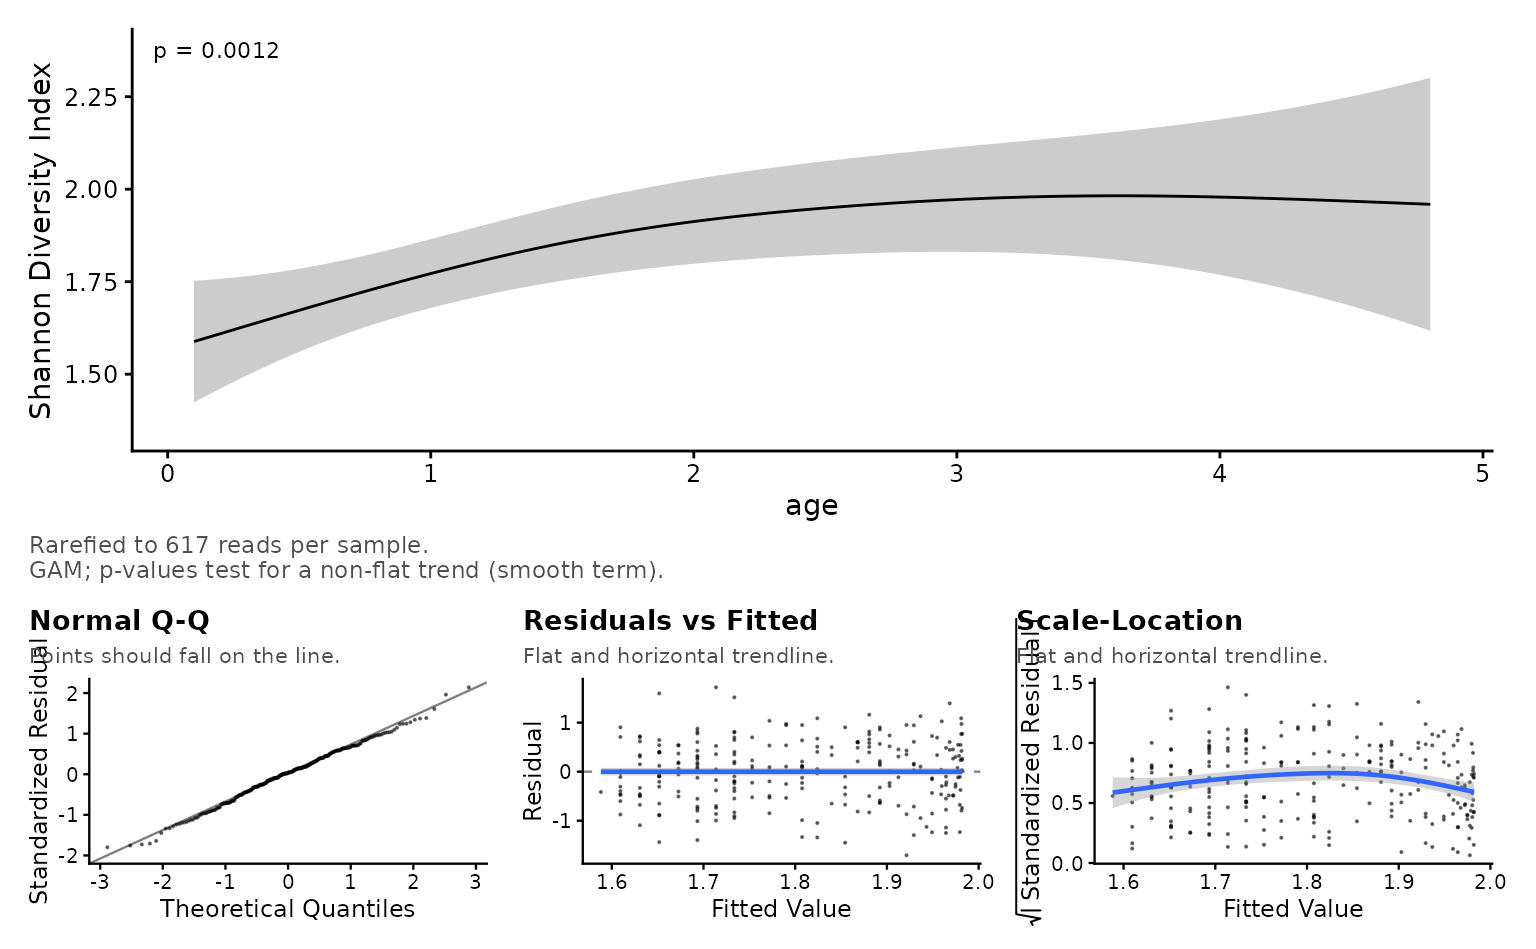 p = 0.0012
Shannon Diversity Index
2.25
2.00
1.75
1.50
0 1 2 3 4 5
age
Rarefied to 617 reads per sample.
GAM; p-values test for a non-flat trend (smooth term).
Normal Q-Q
Points should fall on the line.
Standardized Residual
2
1
0
-1
-2
-3 -2 -1 0 1 2 3
Theoretical Quantiles
Residuals vs Fitted
Flat and horizontal trendline.
Residual
1
0
-1
1.6 1.7 1.8 1.9 2.0
Fitted Value
Scale-Location
Flat and horizontal trendline.
√| Standardized Residual |
1.5
1.0
0.5
0.0
1.6 1.7 1.8 1.9 2.0
Fitted Value